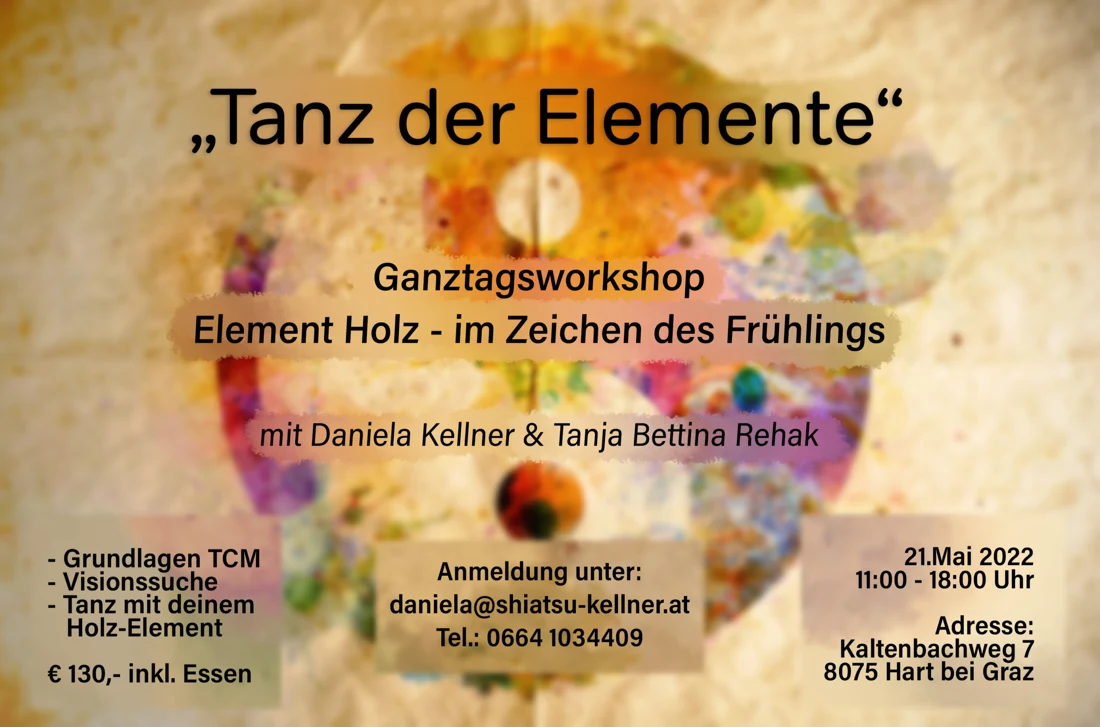 „Tanz der Elemente“
Ganztagsworkshop
Element Holz - im Zeichen des Frühlings
mit Daniela Kellner & Tanja Bettina Rehak
- Grundlagen TCM
- Visionssuche
- Tanz mit deinem
Holz-Element
€ 130,- inkl. Essen
Anmeldung unter:
daniela@shiatsu-kellner.at
Tel.: 0664 1034409
21.Mai 2022
11:00 - 18:00 Uhr
Adresse:
Kaltenbachweg 7
8075 Hart bei Graz